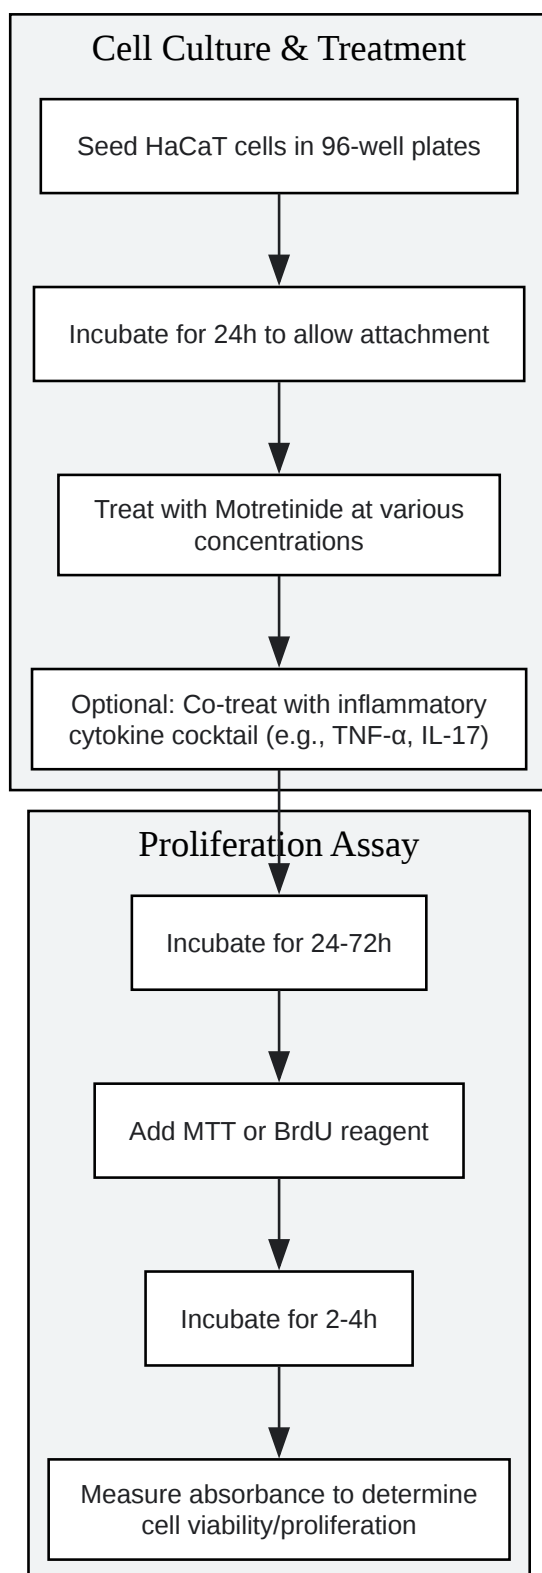 Cell Culture & Treatment
Seed HaCaT cells in 96-well plates
Incubate for 24h to allow attachment
Treat with Motretinide at various
concentrations
Optional: Co-treat with inflammatory
cytokine cocktail (e.g., TNF-α, IL-17)
Proliferation Assay
Incubate for 24-72h
Add MTT or BrdU reagent
Incubate for 2-4h
Measure absorbance to determine
cell viability/proliferation